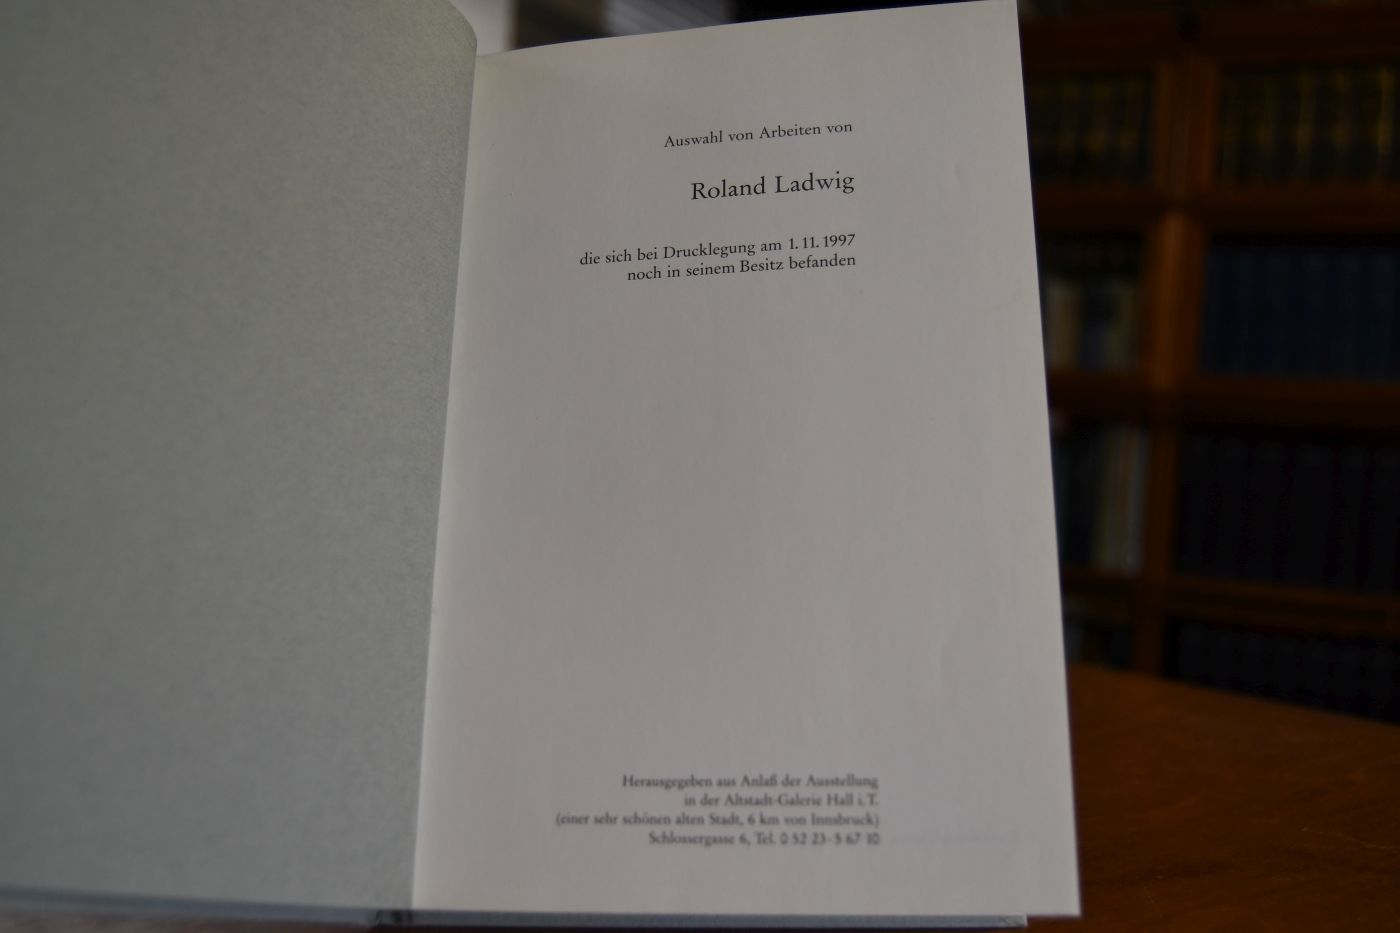 Auswahl von Arbeiten von
Roland Ladwig
die sich bei Drucklegung am 1. 11. 1997
noch in seinem Besitz befanden
Herausgegeben aus Anlaß der Ausstellung
in der Altstadt-Galerie Hall i. T.
(einer sehr schönen alten Stadt, 6 km von Innsbruck)
Schlossergasse 6, Tel. 0 52 23 - 5 67 10